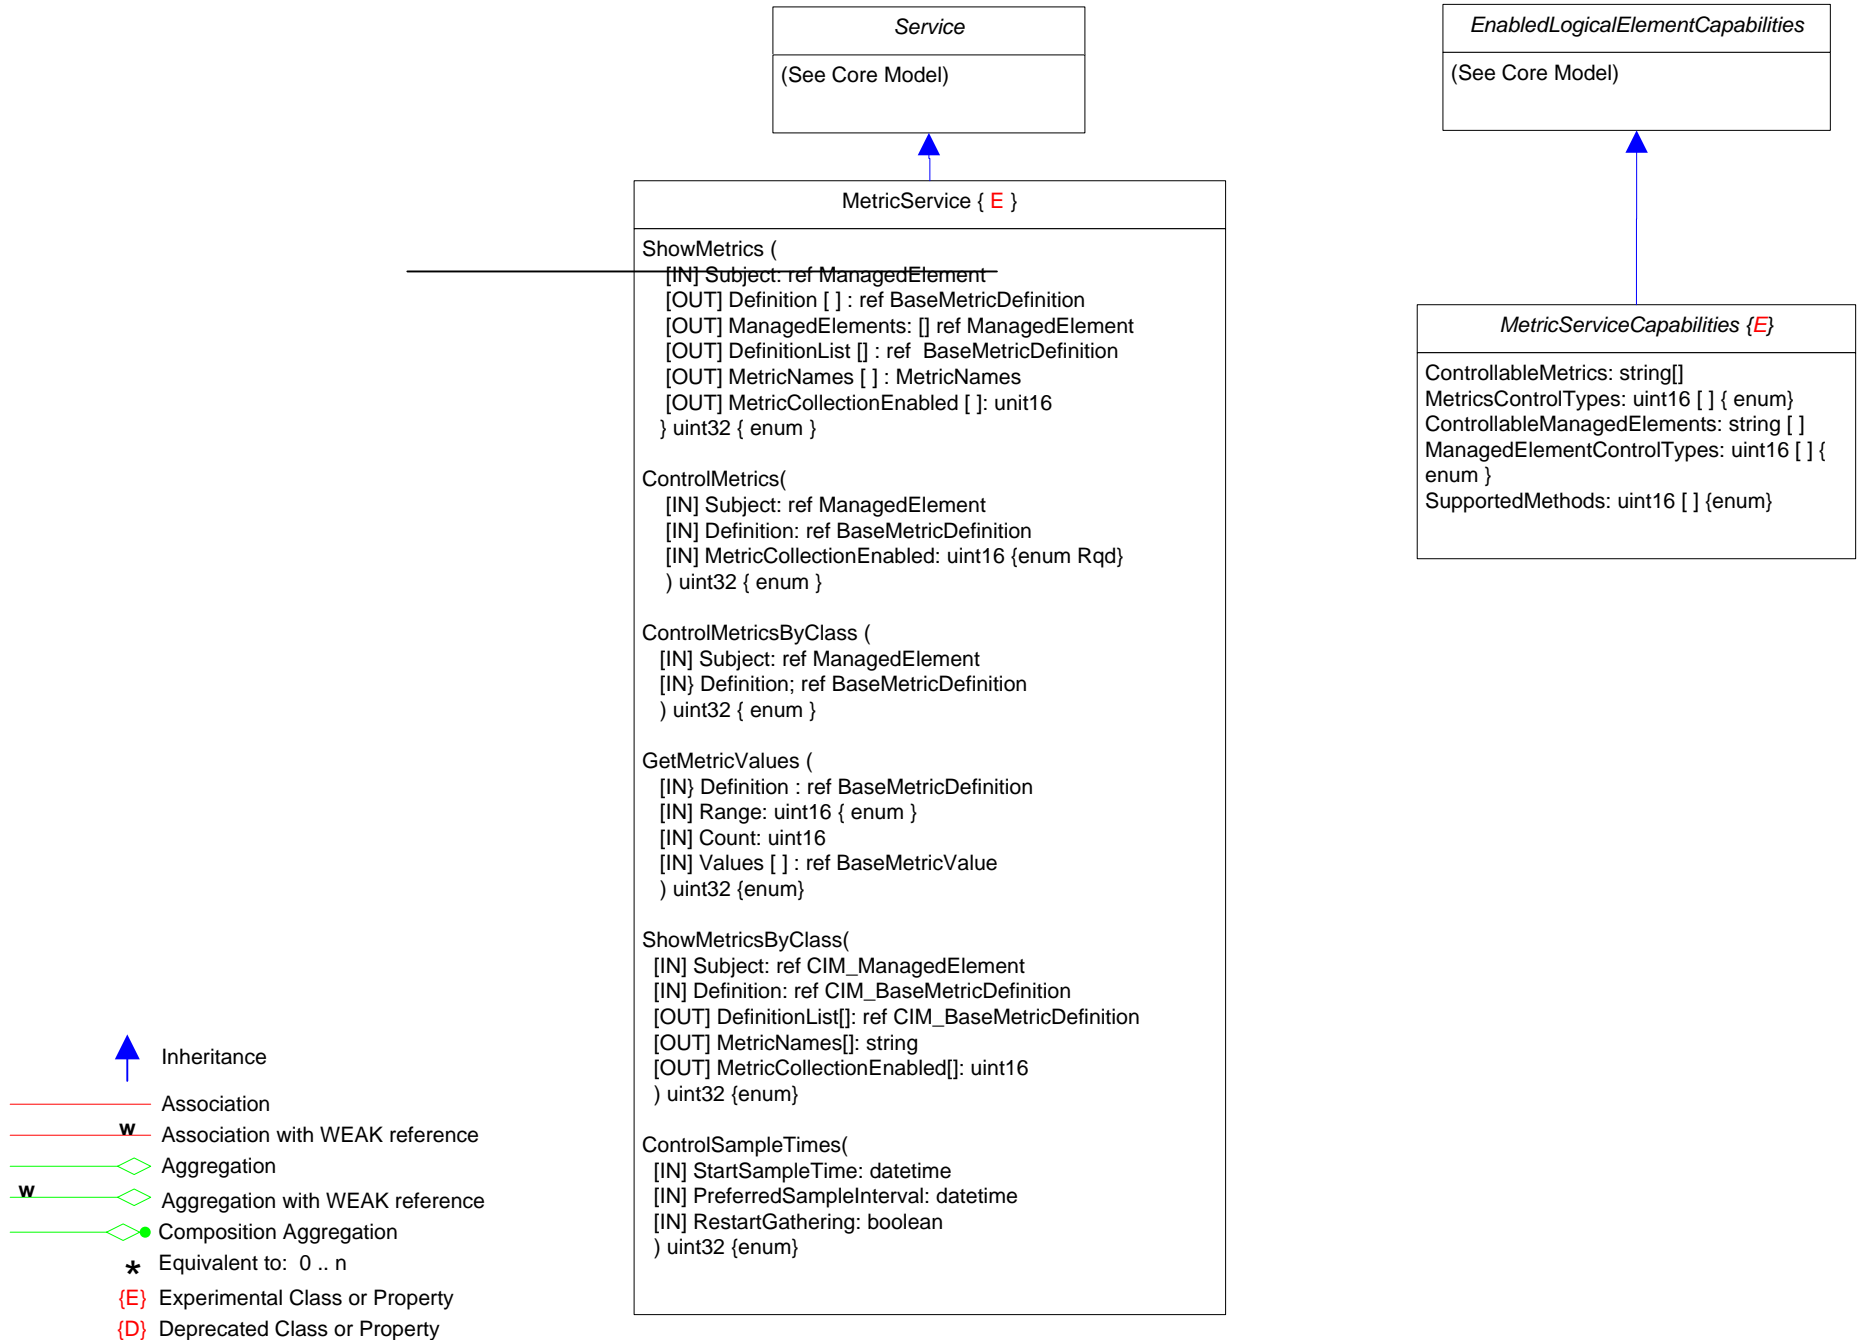 Service
(See Core Model)
EnabledLogicalElementCapabilities
(See Core Model)
MetricService { E }
ShowMetrics (
[IN] Subject: ref ManagedElement
[OUT] Definition [ ] : ref BaseMetricDefinition
[OUT] ManagedElements: [] ref ManagedElement
[OUT] DefinitionList [] : ref  BaseMetricDefinition
[OUT] MetricNames [ ] : MetricNames
[OUT] MetricCollectionEnabled [ ]: unit16
} uint32 { enum }
ControlMetrics(
[IN] Subject: ref ManagedElement
[IN] Definition: ref BaseMetricDefinition
[IN] MetricCollectionEnabled: uint16 {enum Rqd}
) uint32 { enum }
ControlMetricsByClass (
[IN] Subject: ref ManagedElement
[IN} Definition; ref BaseMetricDefinition
) uint32 { enum }
GetMetricValues (
[IN} Definition : ref BaseMetricDefinition
[IN] Range: uint16 { enum }
[IN] Count: uint16
[IN] Values [ ] : ref BaseMetricValue
) uint32 {enum}
ShowMetricsByClass(
[IN] Subject: ref CIM_ManagedElement
[IN] Definition: ref CIM_BaseMetricDefinition
[OUT] DefinitionList[]: ref CIM_BaseMetricDefinition
[OUT] MetricNames[]: string
[OUT] MetricCollectionEnabled[]: uint16
) uint32 {enum}
ControlSampleTimes(
[IN] StartSampleTime: datetime
[IN] PreferredSampleInterval: datetime
[IN] RestartGathering: boolean
) uint32 {enum}
MetricServiceCapabilities {E}
ControllableMetrics: string[]
MetricsControlTypes: uint16 [ ] { enum}
ControllableManagedElements: string [ ]
ManagedElementControlTypes: uint16 [ ] {
enum }
SupportedMethods: uint16 [ ] {enum}
Inheritance
Association
w Association with WEAK reference
Aggregation
w Aggregation with WEAK reference
Composition Aggregation
* Equivalent to:  0 .. n
{E} Experimental Class or Property
{D} Deprecated Class or Property